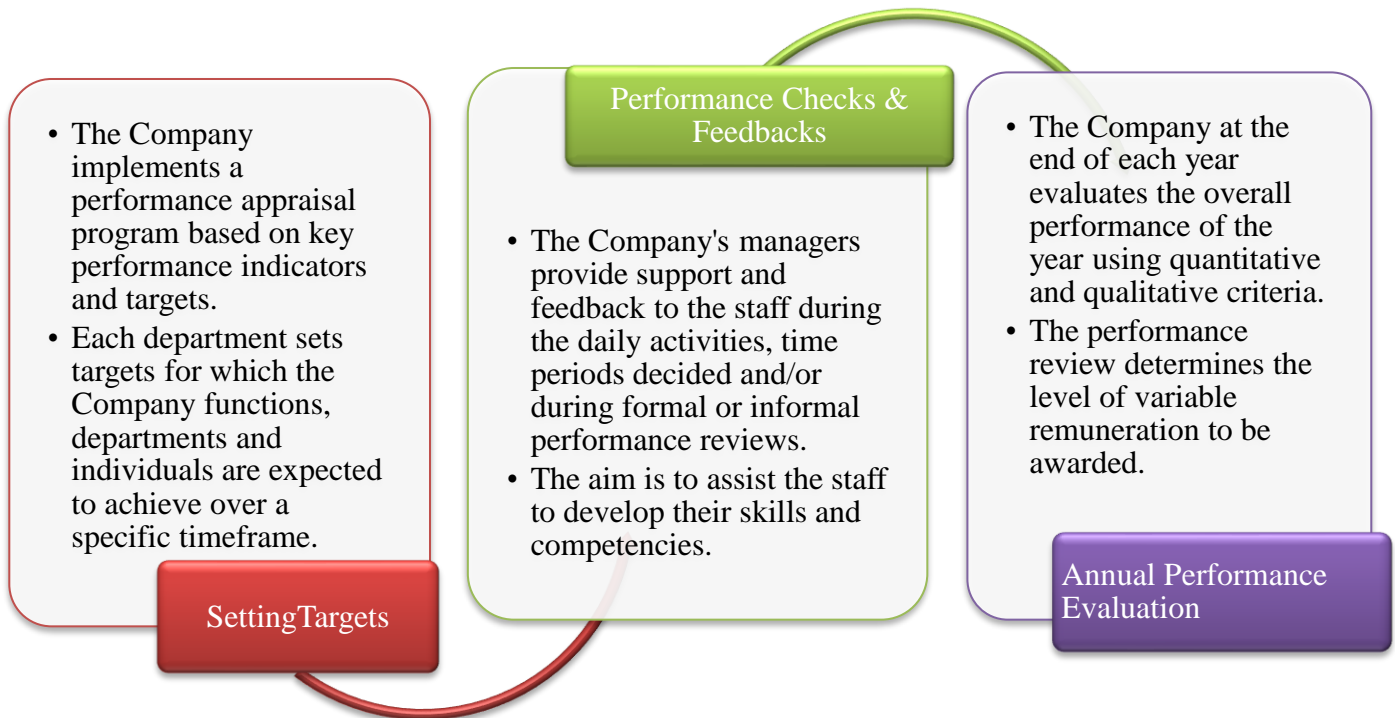 • The Company
implements a
performance appraisal
program based on key
performance indicators
and targets.
• Each department sets
targets for which the
Company functions,
departments and
individuals are expected
to achieve over a
specific timeframe.
SettingTargets
Performance Checks &
Feedbacks
• The Company's managers
provide support and
feedback to the staff during
the daily activities, time
periods decided and/or
during formal or informal
performance reviews.
• The aim is to assist the staff
to develop their skills and
competencies.
• The Company at the
end of each year
evaluates the overall
performance of the
year using quantitative
and qualitative criteria.
• The performance
review determines the
level of variable
remuneration to be
awarded.
Annual Performance
Evaluation